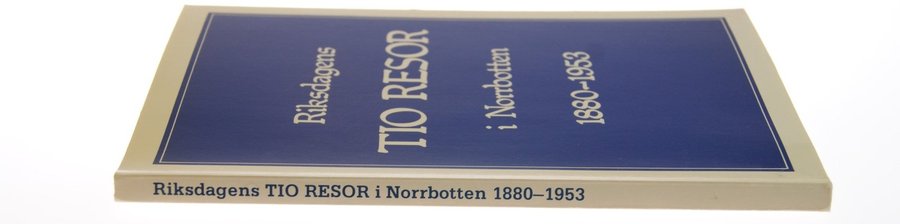 Riksdagens
TIO RESOR
i Norrbotten
1880-1953
Riksdagens TIO RESOR i Norrbotten 1880-1953